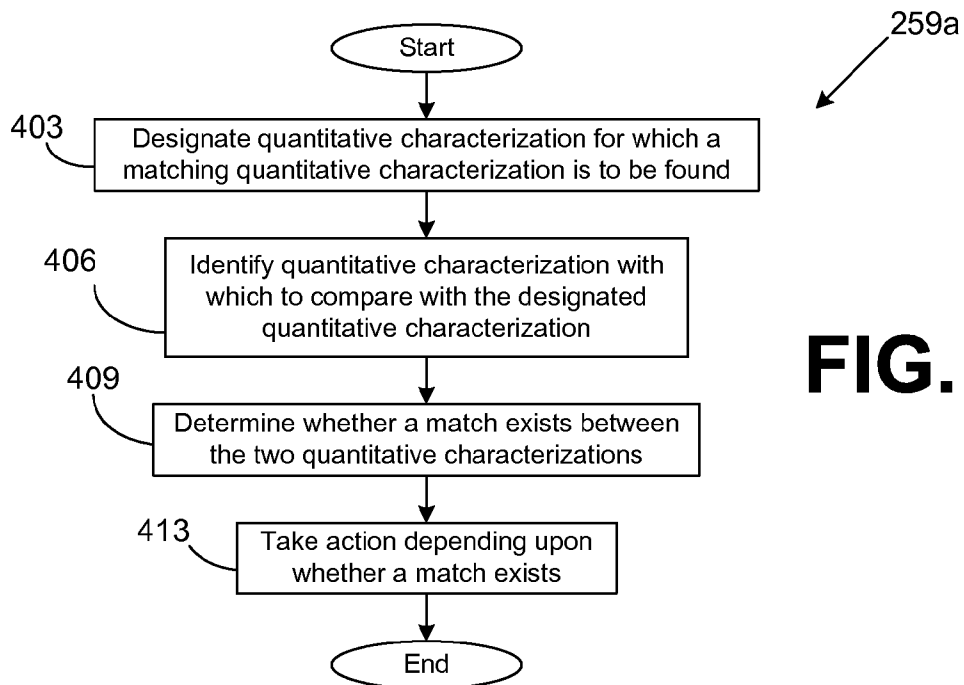 259a
Start
403
Designate quantitative characterization for which a
matching quantitative characterization is to be found
406
Identify quantitative characterization with
which to compare with the designated
quantitative characterization
FIG.
409
Determine whether a match exists between
the two quantitative characterizations
413
Take action depending upon
whether a match exists
End